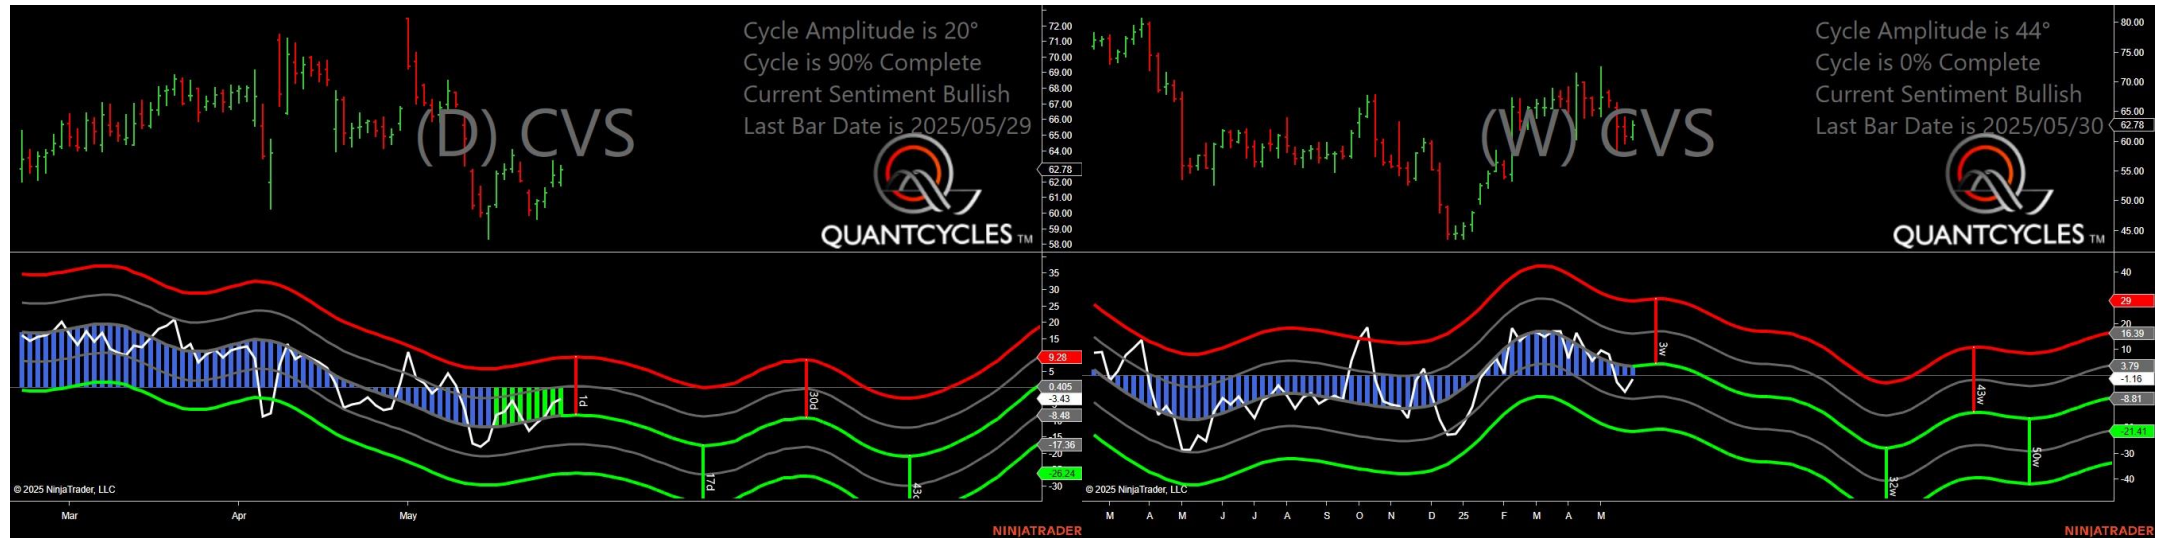 Cycle Amplitude is 20°
Cycle is 90% Complete
Current Sentiment Bullish
Last Bar Date is 2025/05/29
(D) CVS
QUANTCYCLES TM
72.00
71.00
70.00
69.00
68.00
67.00
66.00
65.00
64.00
62.78
62.00
61.00
60.00
59.00
58.00
35
30
25
20
15
9.28
5
0.405
-3.43
-8.48
-15
-17.36
-20
-26.24
-30
1d
17d
30d
© 2025 NinjaTrader, LLC
Mar
Apr
May
NINJATRADER
Cycle Amplitude is 44°
Cycle is 0% Complete
Current Sentiment Bullish
Last Bar Date is 2025/05/30
(W) CVS
QUANTCYCLES TM
80.00
75.00
70.00
65.00
62.78
60.00
55.00
50.00
45.00
40
29
20
16.39
10
3.79
-1.16
-8.81
-21.41
-30
-40
3w
32w
43w
50w
© 2025 NinjaTrader, LLC
M A M J J A S O N D 25 F M A M
NINJATRADER